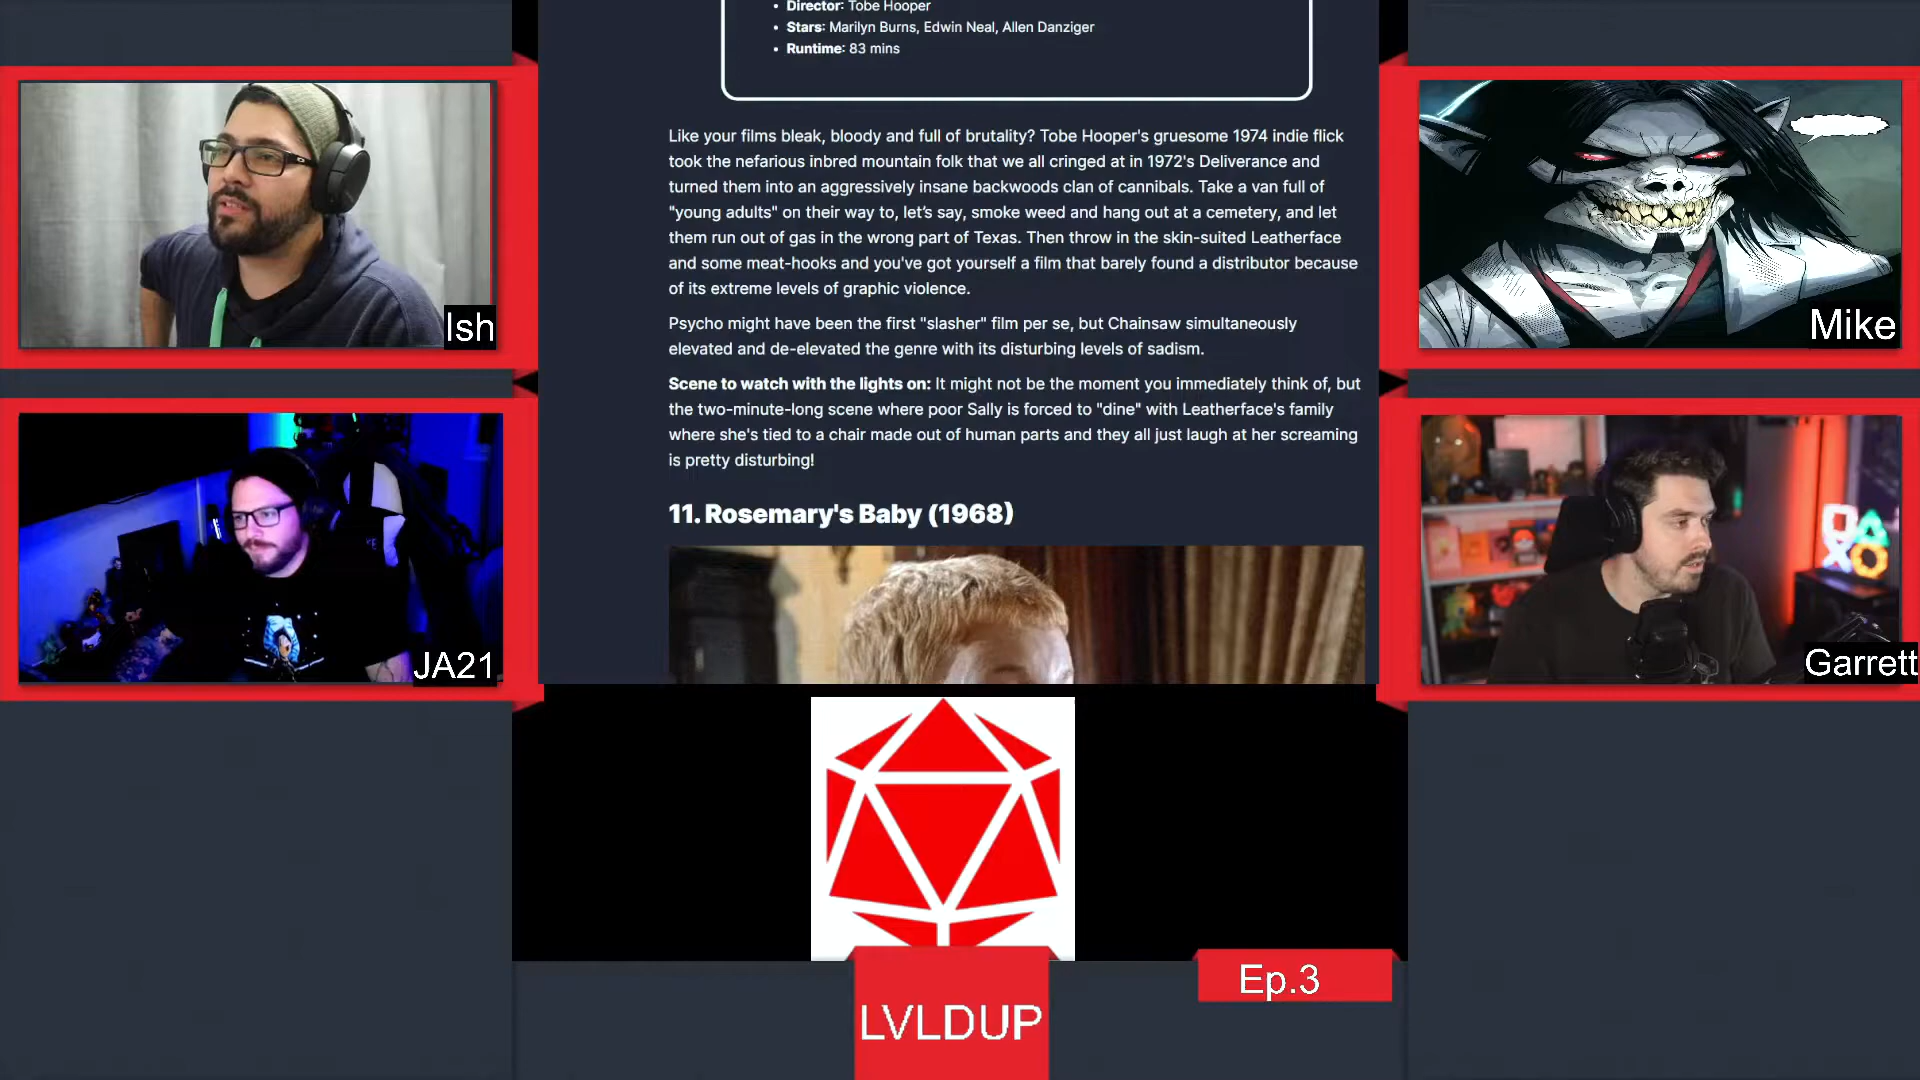 Director: Tobe Hooper
Stars: Marilyn Burns, Edwin Neal, Allen Danziger
Runtime: 83 mins
Like your films bleak, bloody and full of brutality? Tobe Hooper's gruesome 1974 indie flick
took the nefarious inbred mountain folk that we all cringed at in 1972's Deliverance and
turned them into an aggressively insane backwoods clan of cannibals. Take a van full of
"young adults" on their way to, let's say, smoke weed and hang out at a cemetery, and let
them run out of gas in the wrong part of Texas. Then throw in the skin-suited Leatherface
and some meat-hooks and you've got yourself a film that barely found a distributor because
of its extreme levels of graphic violence.
Psycho might have been the first "slasher" film per se, but Chainsaw simultaneously
elevated and de-elevated the genre with its disturbing levels of sadism.
Scene to watch with the lights on: It might not be the moment you immediately think of, but
the two-minute-long scene where poor Sally is forced to "dine" with Leatherface's family
where she's tied to a chair made out of human parts and they all just laugh at her screaming
is pretty disturbing!
11. Rosemary's Baby (1968)
Ish
Mike
JA21
Garrett
Ep.3
LVLDUP